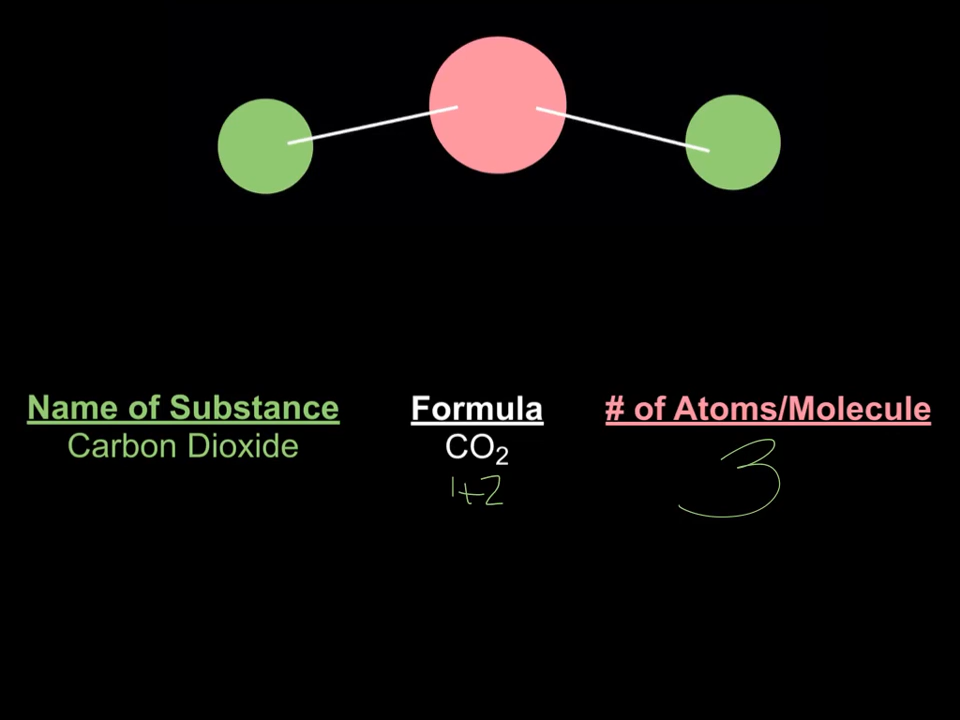 Name of Substance Formula # of Atoms/Molecule
Carbon Dioxide CO₂ 3
1+2